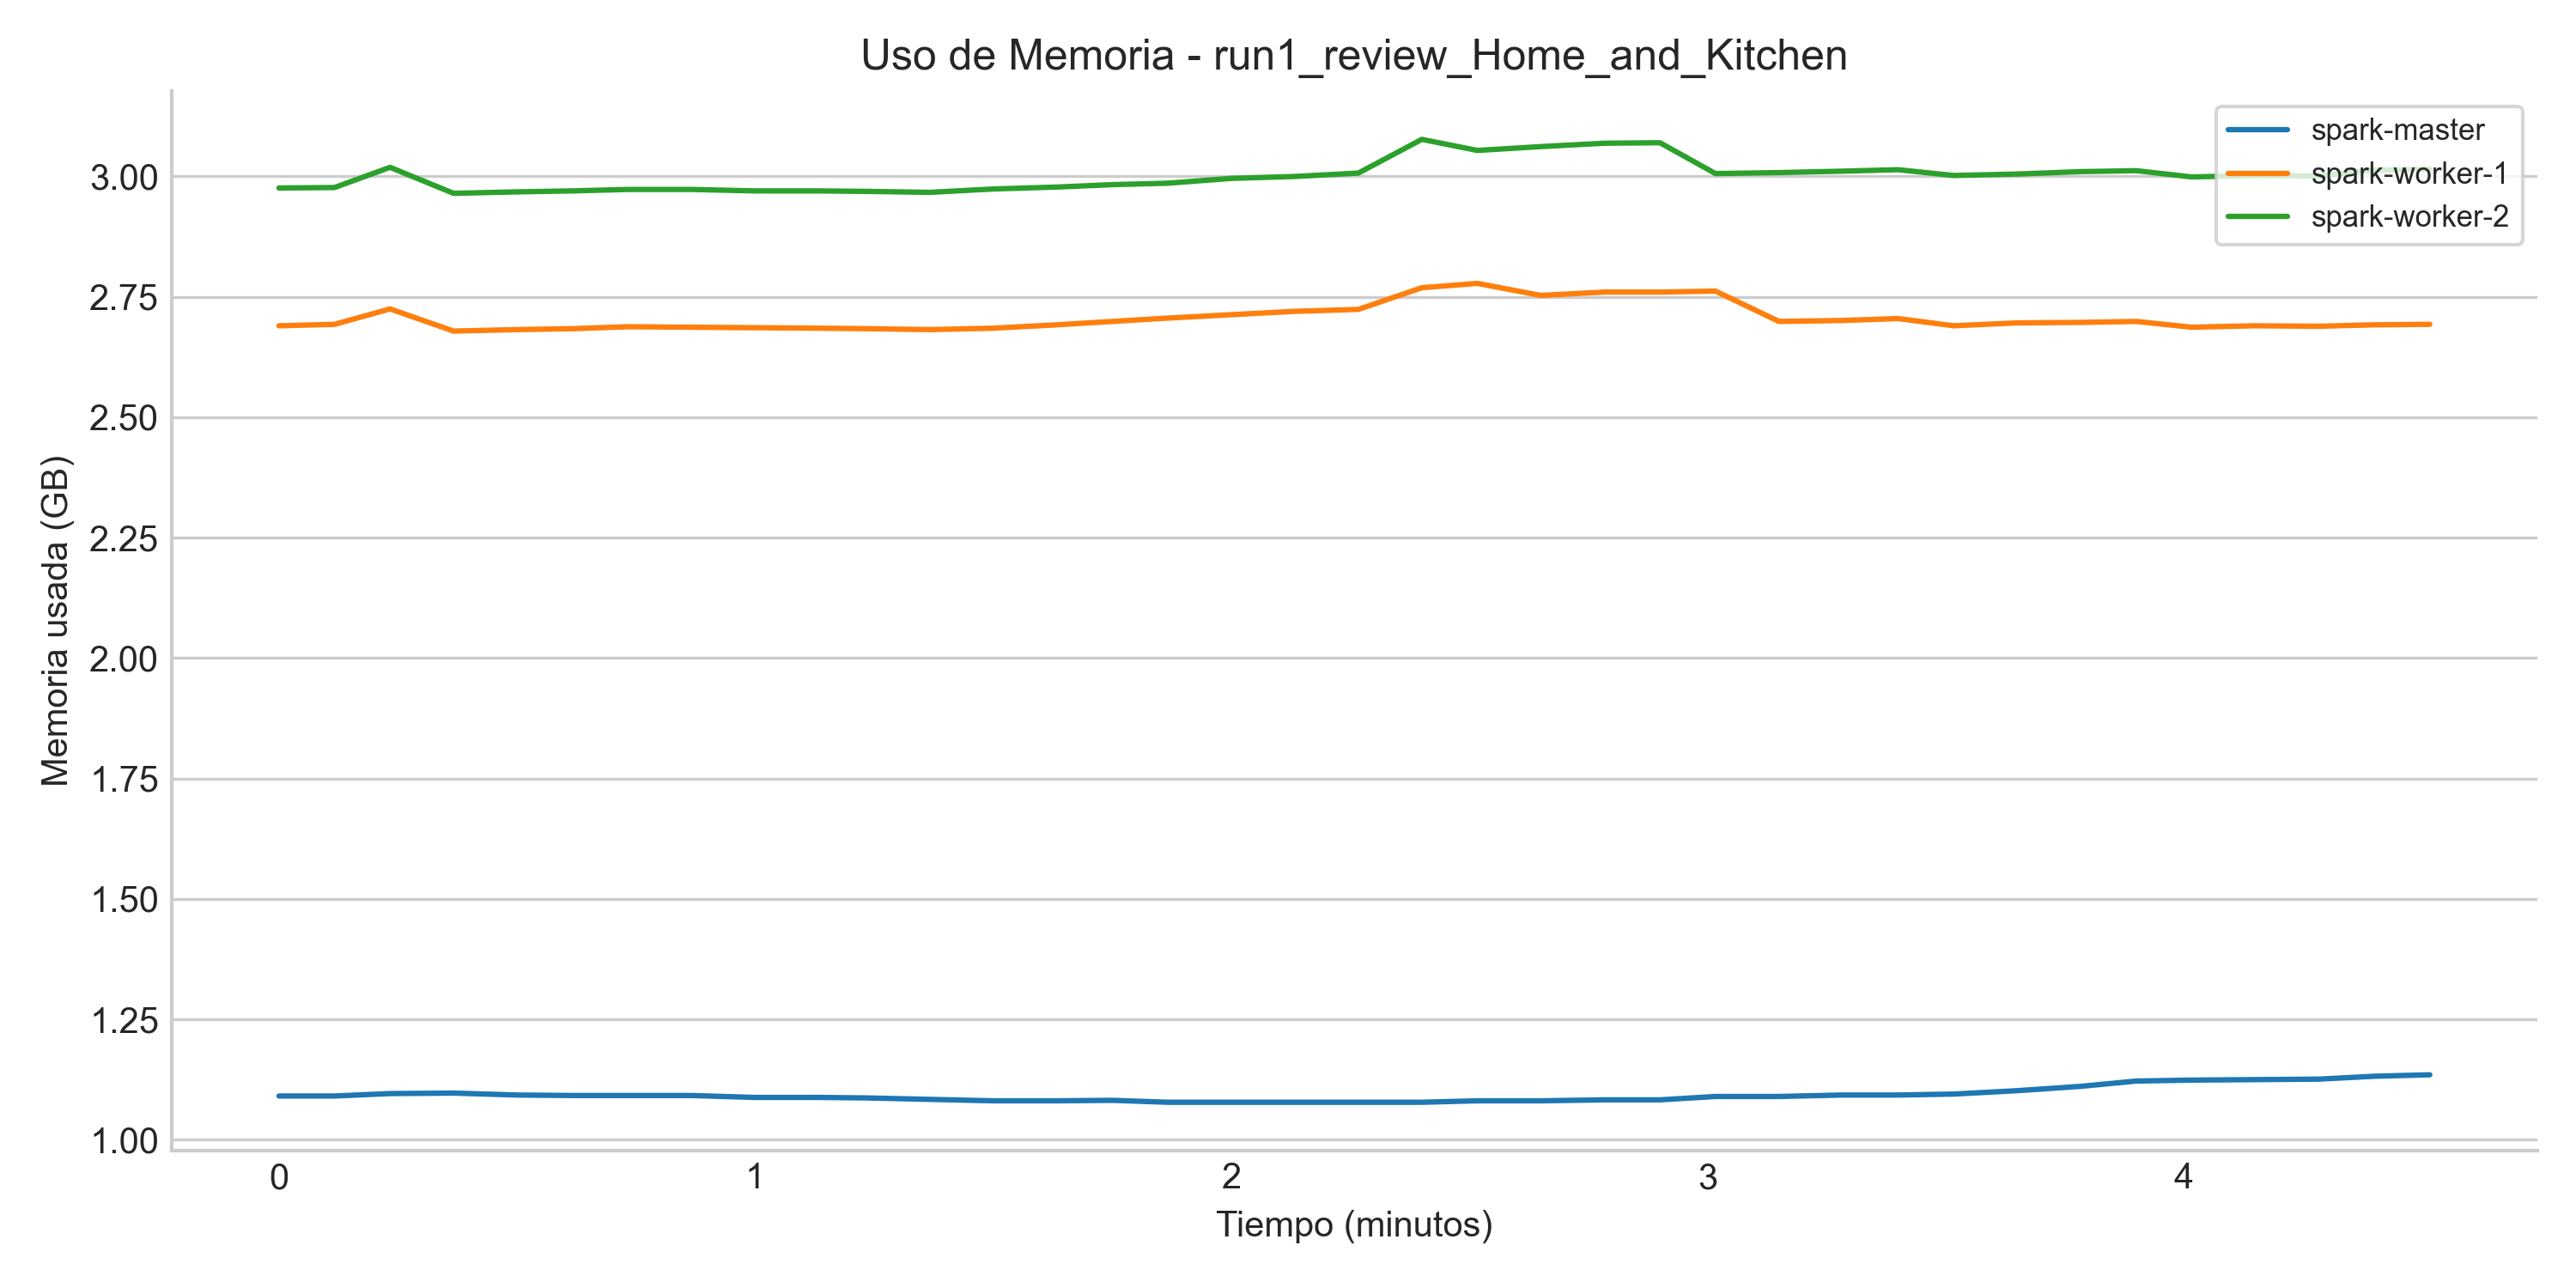 Uso de Memoria - run1_review_Home_and_Kitchen
spark-master
spark-worker-1
spark-worker-2
Memoria usada (GB)
3.00
2.75
2.50
2.25
2.00
1.75
1.50
1.25
1.00
0 1 2 3 4
Tiempo (minutos)